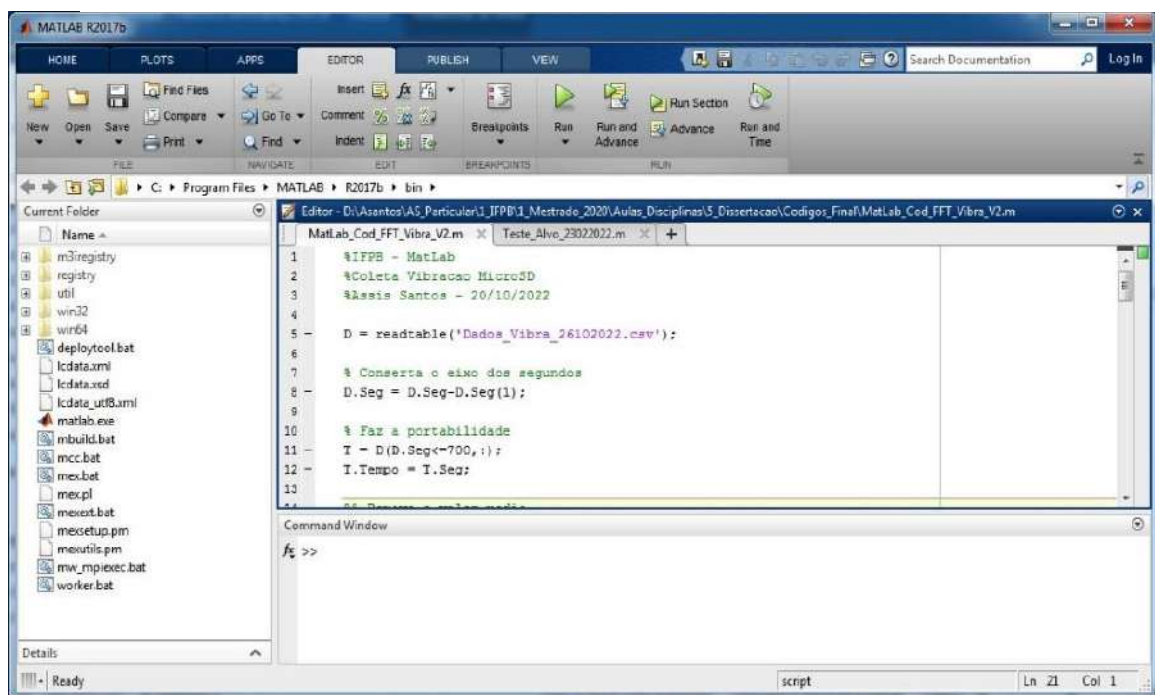 MATLAB R2017b
HOME PLOTS APPS EDITOR PUBLISH VIEW Search Documentation Log In
New Open Save Find Files Compare Print Go To Find Insert Comment Indent Breakpoints Run Run and Advance Run Section Advance Run and Time
FILE NAVIGATE EDIT BREAKPOINTS RUN
C: Program Files MATLAB R2017b bin
Current Folder
Name
m3iregistry
registry
util
win32
win64
deploytool.bat
lcdata.xml
lcdata.xsd
lcdata_utf8.xml
matlab.exe
mbuild.bat
mcc.bat
mex.bat
mex.pl
mexext.bat
mexsetup.pm
mexutils.pm
mw_mpiexec.bat
worker.bat
Details
Editor - D:\Asantos\AS_Particular\1_IFPB\1_Mestrado_2020\Aulas_Disciplinas\5_Dissertacao\Codigos_Final\MatLab_Cod_FFT_Vibra_V2.m
MatLab_Cod_FFT_Vibra_V2.m Teste_Alvo_23022022.m +
1 %IFPB - MatLab
2 %Coleta Vibracao MicroSD
3 %Assis Santos - 20/10/2022
4
5 - D = readtable('Dados_Vibra_26102022.csv');
6
7 % Conserta o eixo dos segundos
8 - D.Seg = D.Seg-D.Seg(1);
9
10 % Faz a portabilidade
11 - T = D(D.Seg<=700,:);
12 - T.Tempo = T.Seg;
13
Command Window
fx >>
Ready script Ln 21 Col 1